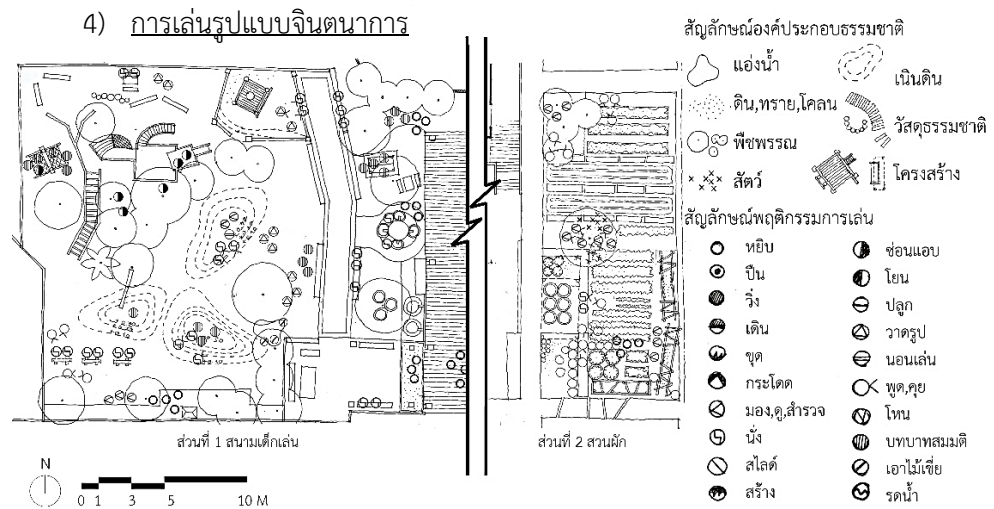 4) การเล่นรูปแบบจินตนาการ
สัญลักษณ์องค์ประกอบธรรมชาติ
แอ่งน้ำ
เนินดิน
ดิน,ทราย,โคลน
วัสดุธรรมชาติ
พืชพรรณ
โครงสร้าง
สัตว์
สัญลักษณ์พฤติกรรมการเล่น
หยิบ
ซ่อนแอบ
ปีน
โยน
วิ่ง
ปลูก
เดิน
วาดรูป
ขุด
นอนเล่น
กระโดด
พูด,คุย
มอง,ดู,สำรวจ
โหน
นั่ง
บทบาทสมมติ
สไลด์
เอาไม้เขี่ย
สร้าง
รดน้ำ
ส่วนที่ 1 สนามเด็กเล่น
ส่วนที่ 2 สวนผัก
N
0 1 3 5 10 M